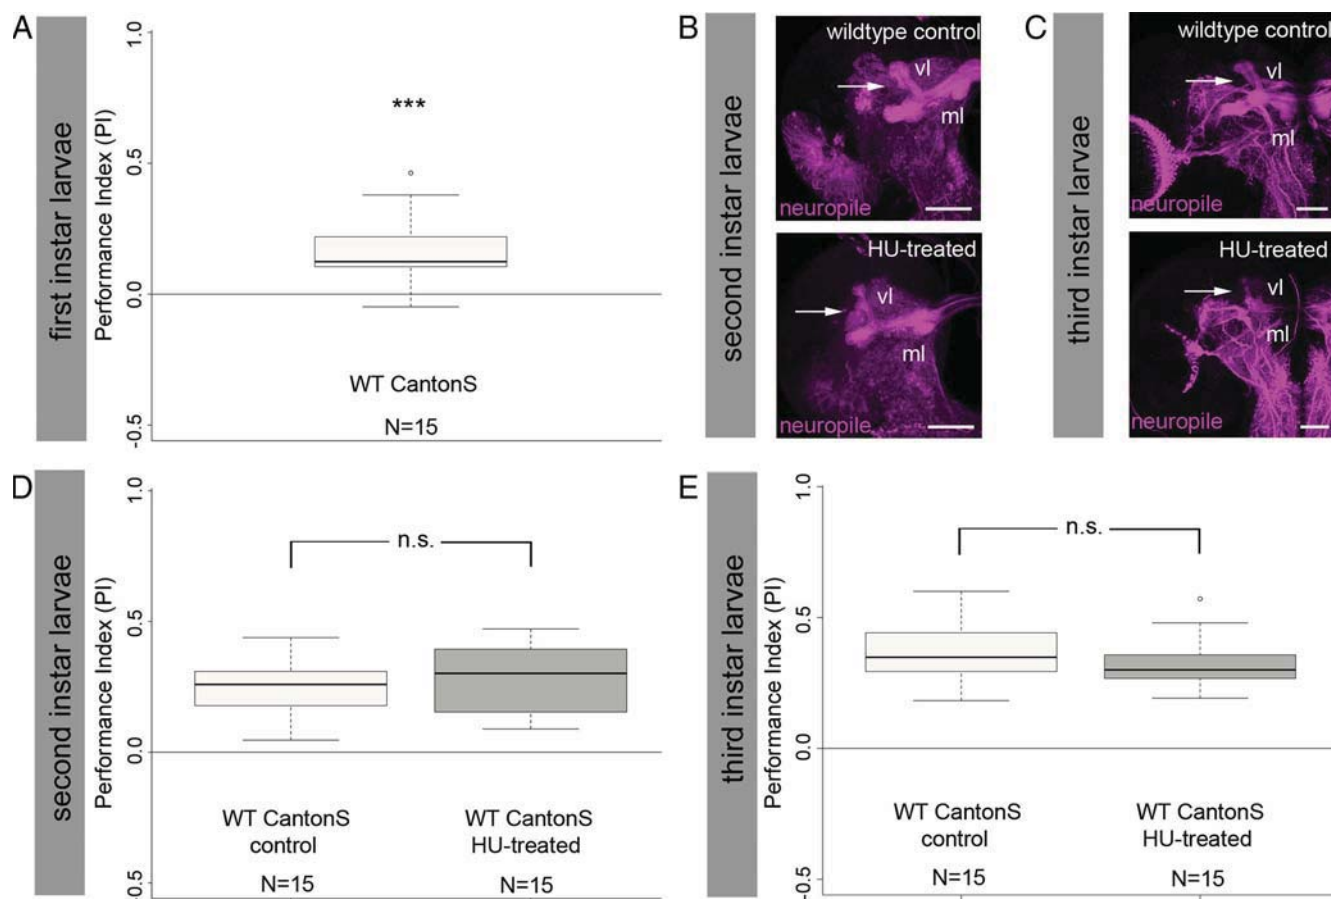 A
first instar larvae
Performance Index (PI)
1.0
0.5
0.0
-0.5
***
WT CantonS
N=15
B
second instar larvae
wildtype control
vl
ml
neuropile
HU-treated
vl
ml
neuropile
C
third instar larvae
wildtype control
vl
ml
neuropile
HU-treated
vl
ml
neuropile
D
second instar larvae
Performance Index (PI)
1.0
0.5
0.0
-0.5
n.s.
WT CantonS
control
N=15
WT CantonS
HU-treated
N=15
E
third instar larvae
Performance Index (PI)
1.0
0.5
0.0
-0.5
n.s.
WT CantonS
control
N=15
WT CantonS
HU-treated
N=15